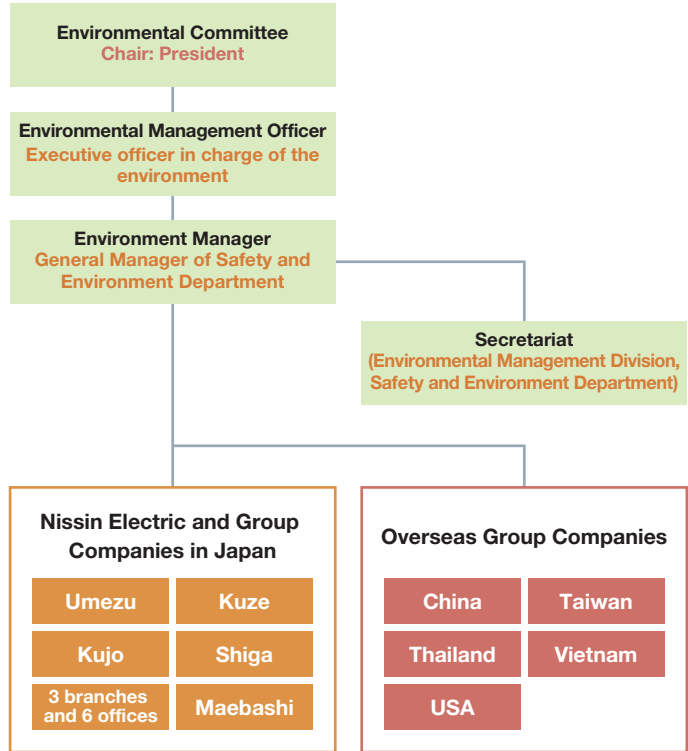 Environmental Committee
Chair: President
Environmental Management Officer
Executive officer in charge of the
environment
Environment Manager
General Manager of Safety and
Environment Department
Secretariat
(Environmental Management Division,
Safety and Environment Department)
Nissin Electric and Group
Companies in Japan
Umezu
Kuze
Kujo
Shiga
3 branches
and 6 offices
Maebashi
Overseas Group Companies
China
Taiwan
Thailand
Vietnam
USA